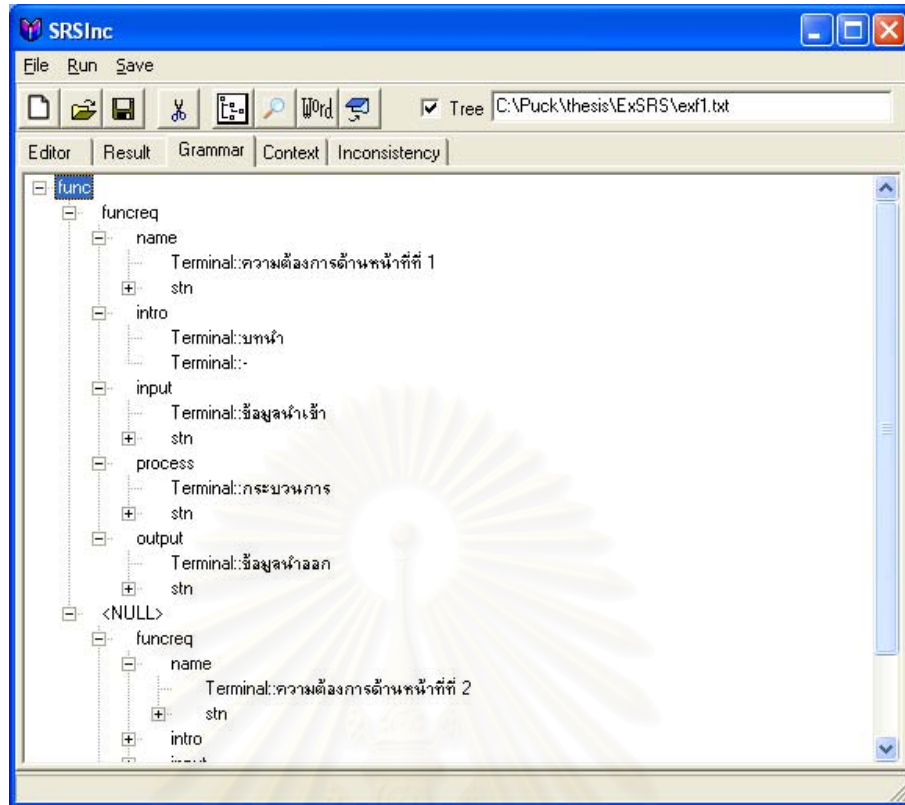 SRSInc
File Run Save
Word Tree C:\Puck\thesis\ExSRS\exf1.txt
Editor Result Grammar Context Inconsistency
func
funcreq
name
Terminal::ความต้องการด้านหน้าที่ที่ 1
stn
intro
Terminal::บทนำ
Terminal::-
input
Terminal::ข้อมูลนำเข้า
stn
process
Terminal::กระบวนการ
stn
output
Terminal::ข้อมูลนำออก
stn
<NULL>
funcreq
name
Terminal::ความต้องการด้านหน้าที่ที่ 2
stn
intro
input